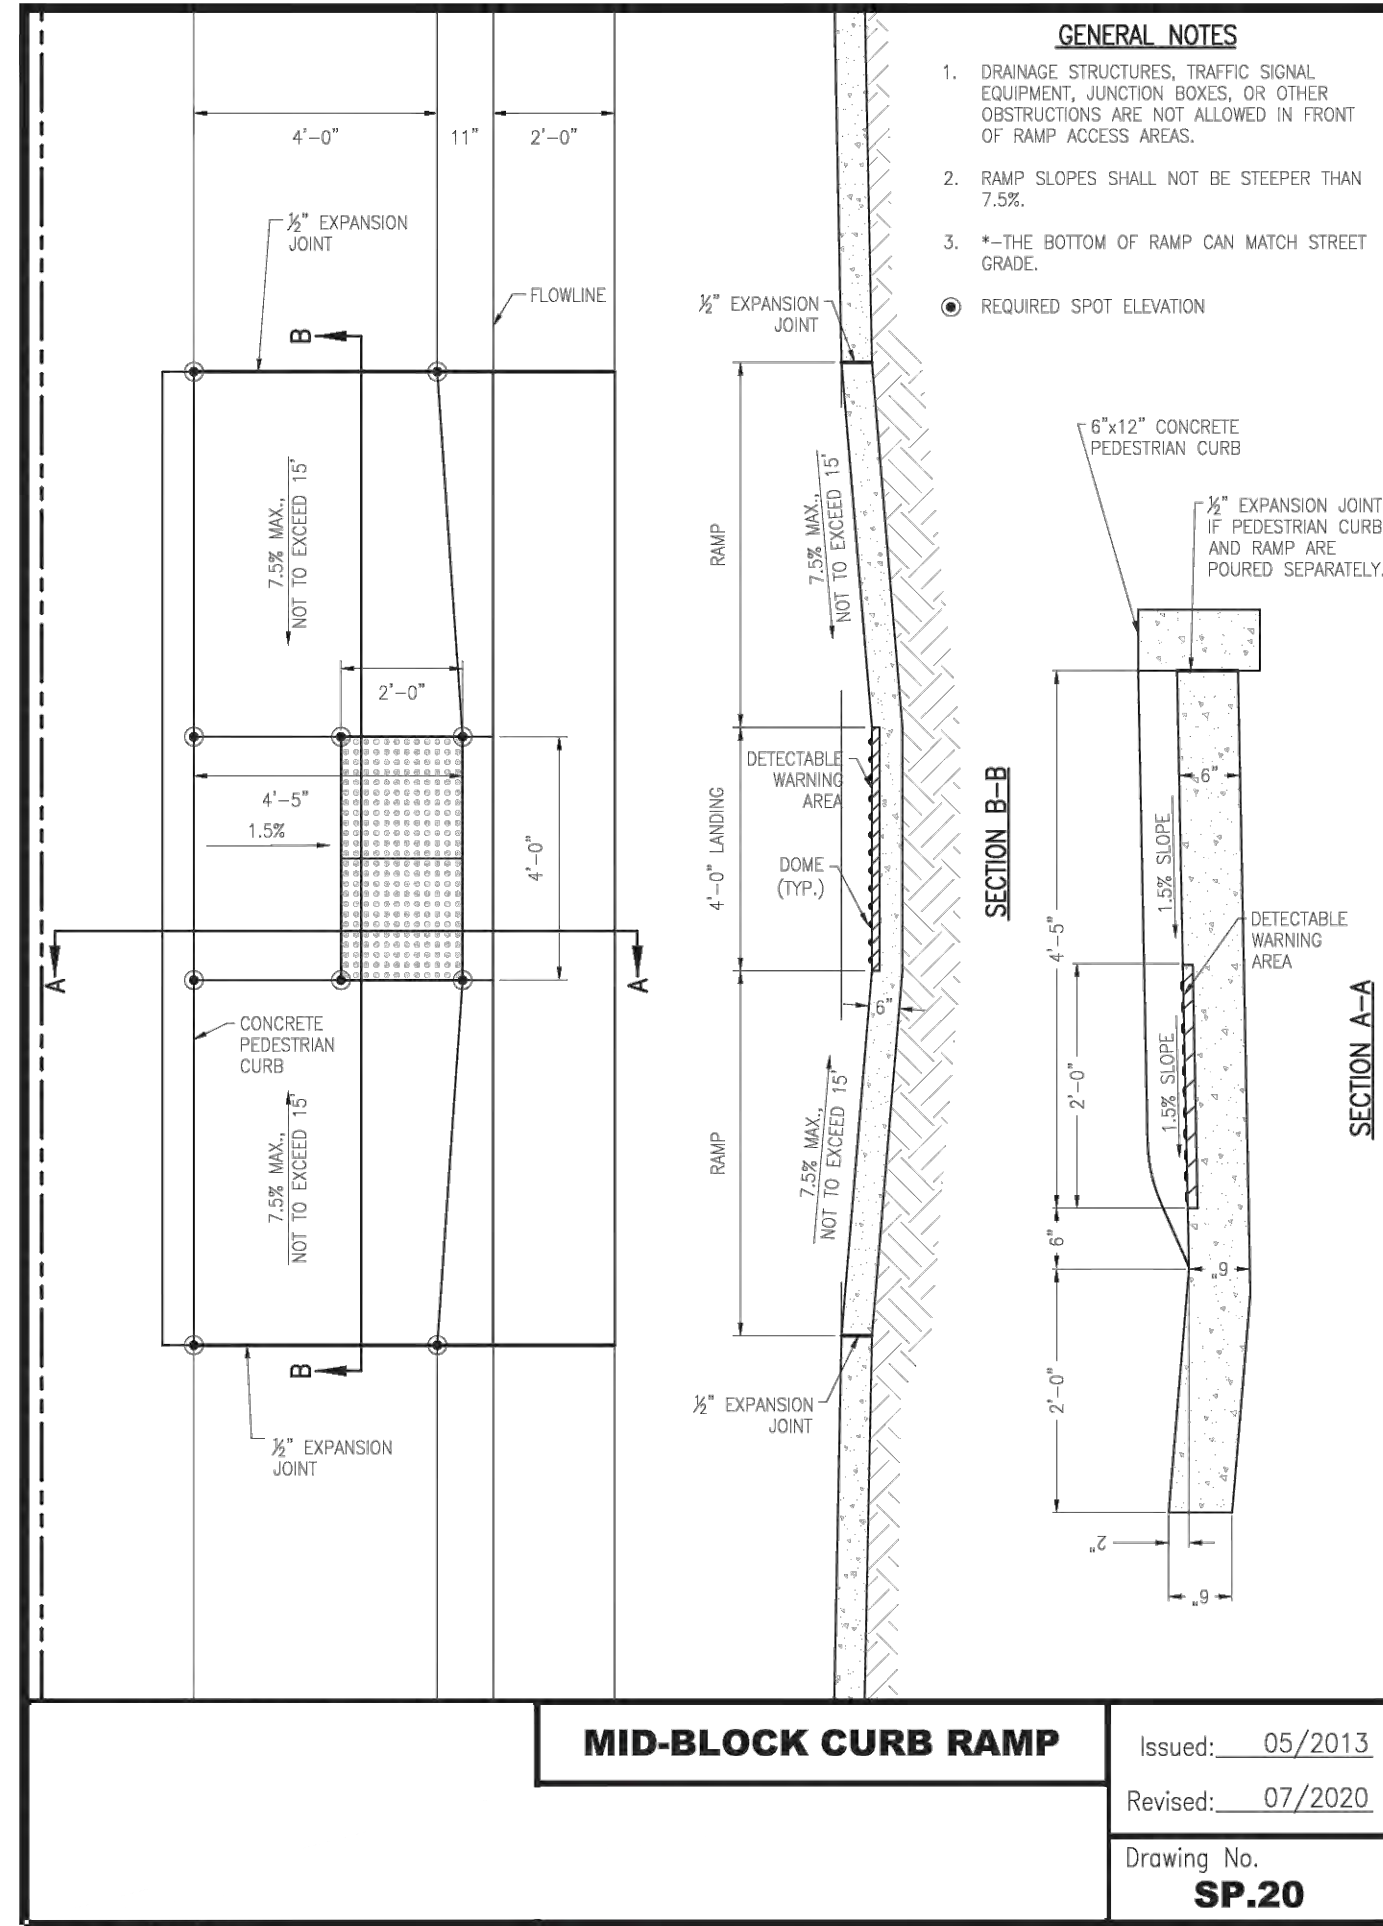 GENERAL NOTES
1. DRAINAGE STRUCTURES, TRAFFIC SIGNAL
EQUIPMENT, JUNCTION BOXES, OR OTHER
OBSTRUCTIONS ARE NOT ALLOWED IN FRONT
OF RAMP ACCESS AREAS.
2. RAMP SLOPES SHALL NOT BE STEEPER THAN
7.5%.
3. *-THE BOTTOM OF RAMP CAN MATCH STREET
GRADE.
REQUIRED SPOT ELEVATION
4'-0"
11"
2'-0"
½" EXPANSION
JOINT
FLOWLINE
B
7.5% MAX.,
NOT TO EXCEED 15'
2'-0"
4'-5"
1.5%
4'-0"
A
A
CONCRETE
PEDESTRIAN
CURB
7.5% MAX.,
NOT TO EXCEED 15'
B
½" EXPANSION
JOINT
½" EXPANSION
JOINT
RAMP
7.5% MAX.,
NOT TO EXCEED 15'
DETECTABLE
WARNING
AREA
4'-0" LANDING
DOME
(TYP.)
6"
RAMP
7.5% MAX.,
NOT TO EXCEED 15'
½" EXPANSION
JOINT
SECTION B-B
6"x12" CONCRETE
PEDESTRIAN CURB
½" EXPANSION JOINT
IF PEDESTRIAN CURB
AND RAMP ARE
POURED SEPARATELY.
6"
1.5% SLOPE
4'-5"
DETECTABLE
WARNING
AREA
2'-0"
1.5% SLOPE
6"
6"
2'-0"
2"
6"
SECTION A-A
MID-BLOCK CURB RAMP
Issued: 05/2013
Revised: 07/2020
Drawing No.
SP.20